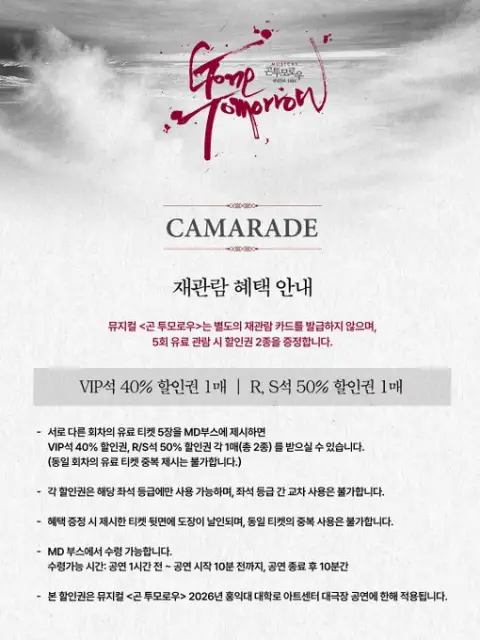 Gone
Tomorrow
MUSICAL
곤투모로우
CAMARADE
재관람 혜택 안내
뮤지컬 <곤 투모로우>는 별도의 재관람 카드를 발급하지 않으며,
5회 유료 관람 시 할인권 2종을 증정합니다.
VIP석 40% 할인권 1매 | R, S석 50% 할인권 1매
- 서로 다른 회차의 유료 티켓 5장을 MD부스에 제시하면
VIP석 40% 할인권, R/S석 50% 할인권 각 1매(총 2종) 를 받으실 수 있습니다.
(동일 회차의 유료 티켓 중복 제시는 불가합니다.)
- 각 할인권은 해당 좌석 등급에만 사용 가능하며, 좌석 등급 간 교차 사용은 불가합니다.
- 혜택 증정 시 제시한 티켓 뒷면에 도장이 날인되며, 동일 티켓의 중복 사용은 불가합니다.
- MD 부스에서 수령 가능합니다.
수령가능 시간: 공연 1시간 전 ~ 공연 시작 10분 전까지, 공연 종료 후 10분간
- 본 할인권은 뮤지컬 <곤 투모로우> 2026년 홍익대 대학로 아트센터 대극장 공연에 한해 적용됩니다.